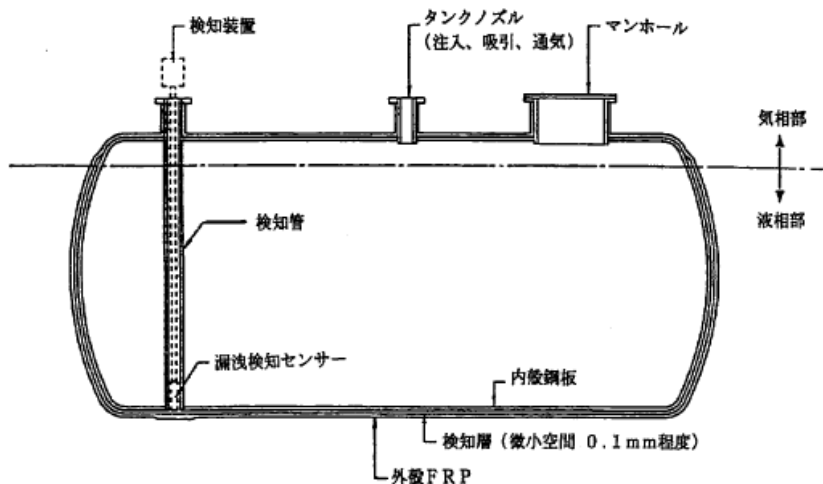 検知装置
タンクノズル
(注入、吸引、通気)
マンホール
気相部
液相部
検知管
漏洩検知センサー
内殻鋼板
検知層(微小空間 0.1mm程度)
外殻FRP